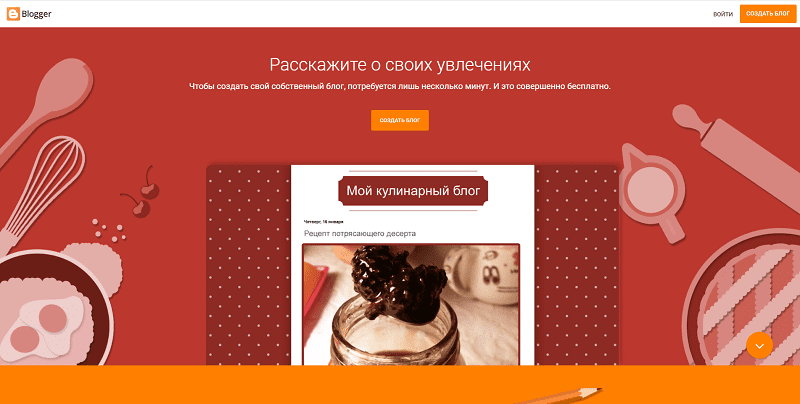 Blogger
ВОЙТИ
СОЗДАТЬ БЛОГ
Расскажите о своих увлечениях
Чтобы создать свой собственный блог, потребуется лишь несколько минут. И это совершенно бесплатно.
СОЗДАТЬ БЛОГ
Мой кулинарный блог
Четверг, 16 января
Рецепт потрясающего десерта